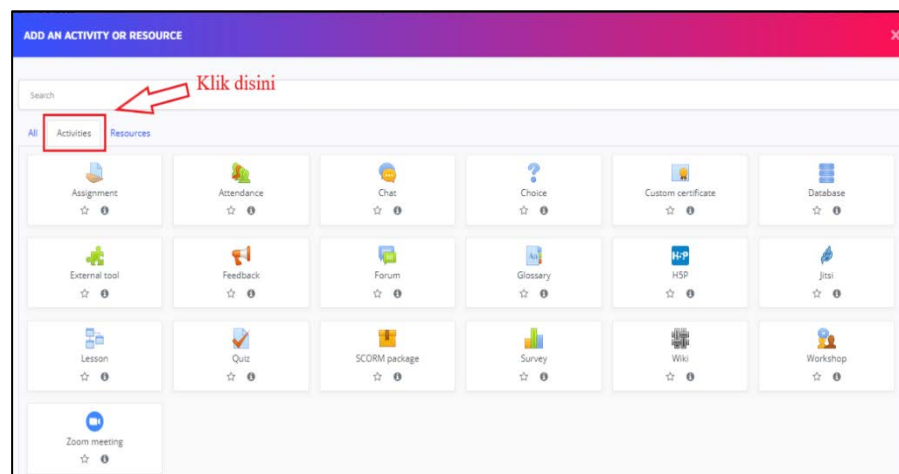 ADD AN ACTIVITY OR RESOURCE
Klik disini
Search
All Activities Resources
Assignment Attendance Chat Choice Custom certificate Database
External tool Feedback Forum Glossary H5P Jitsi
Lesson Quiz SCORM package Survey Wiki Workshop
Zoom meeting